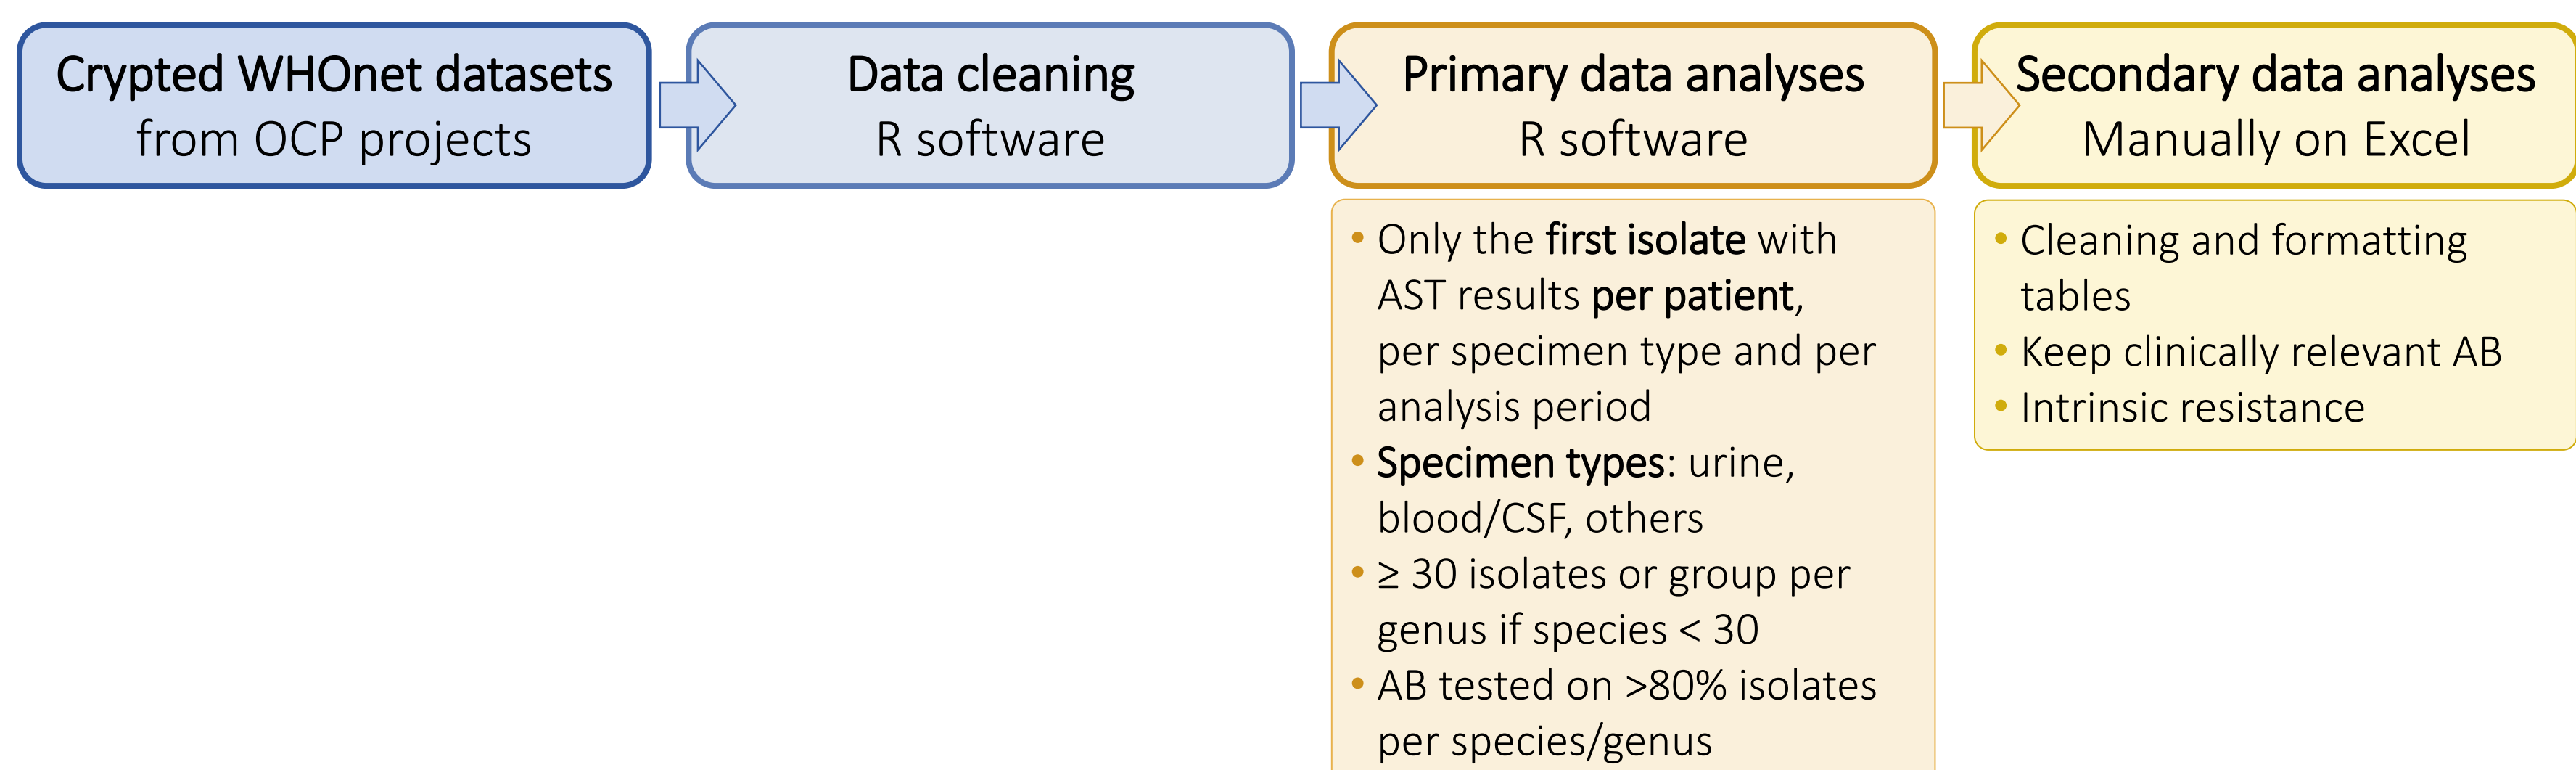 Crypted WHOnet datasets
from OCP projects
Data cleaning
R software
Primary data analyses
R software
Secondary data analyses
Manually on Excel
• Only the first isolate with
AST results per patient,
per specimen type and per
analysis period
• Specimen types: urine,
blood/CSF, others
• ≥ 30 isolates or group per
genus if species < 30
• AB tested on >80% isolates
per species/genus
• Cleaning and formatting
tables
• Keep clinically relevant AB
• Intrinsic resistance